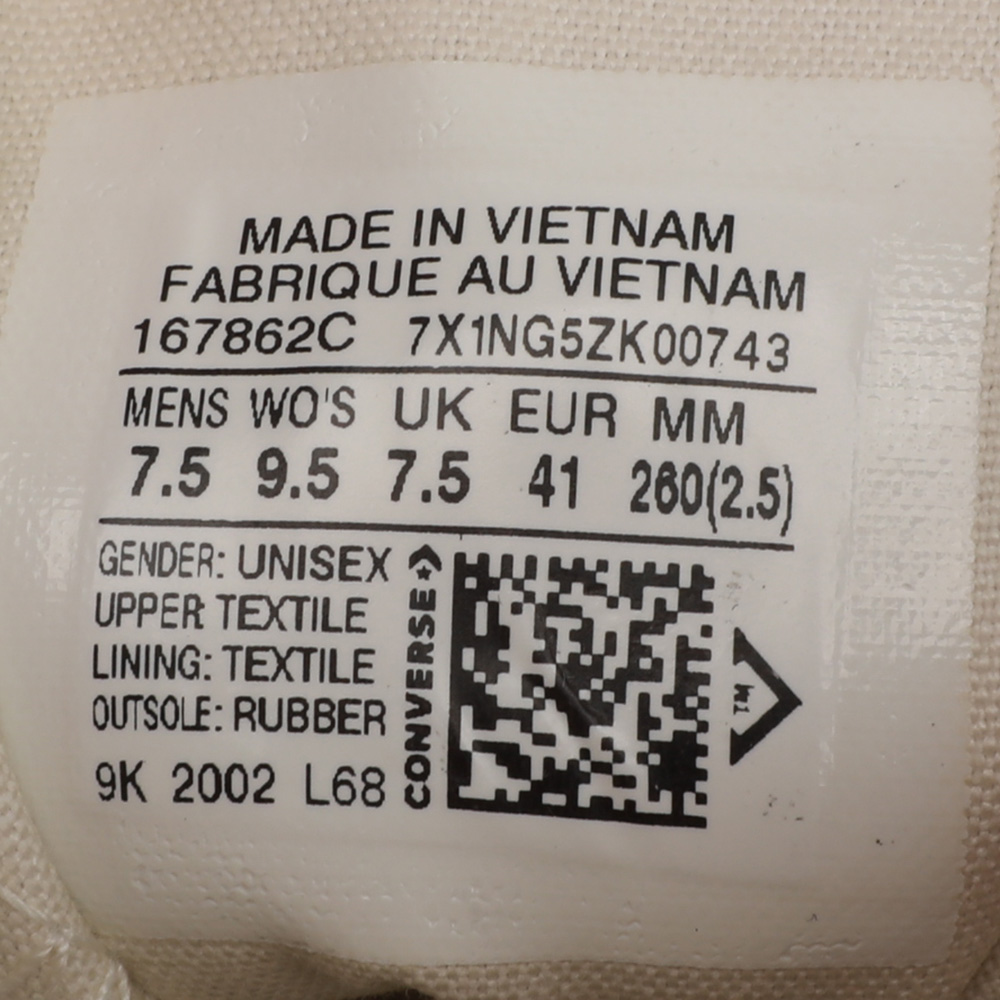 MADE IN VIETNAM
FABRIQUE AU VIETNAM
167862C 7X1NG5ZK00743
MENS WO'S UK EUR MM
7.5 9.5 7.5 41 260(2.5)
GENDER: UNISEX
UPPER TEXTILE
LINING: TEXTILE
OUTSOLE: RUBBER
9K 2002 L68
CONVERSE